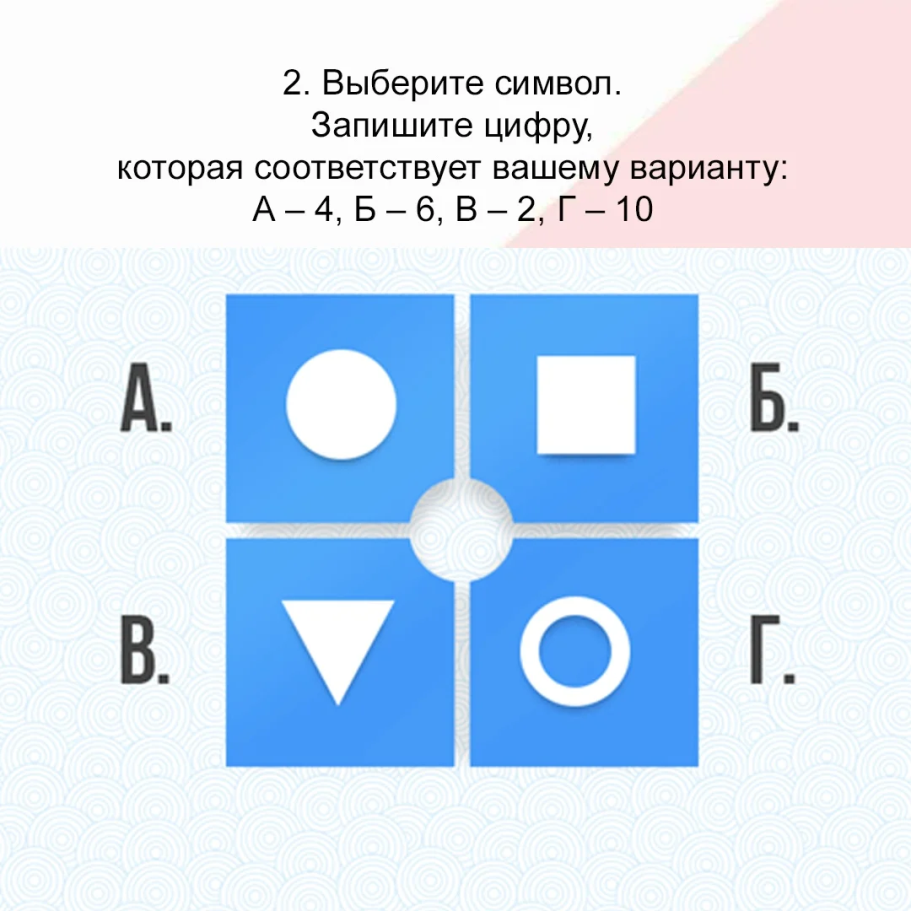 2. Выберите символ.
Запишите цифру,
которая соответствует вашему варианту:
А – 4, Б – 6, В – 2, Г – 10
А.
Б.
В.
Г.